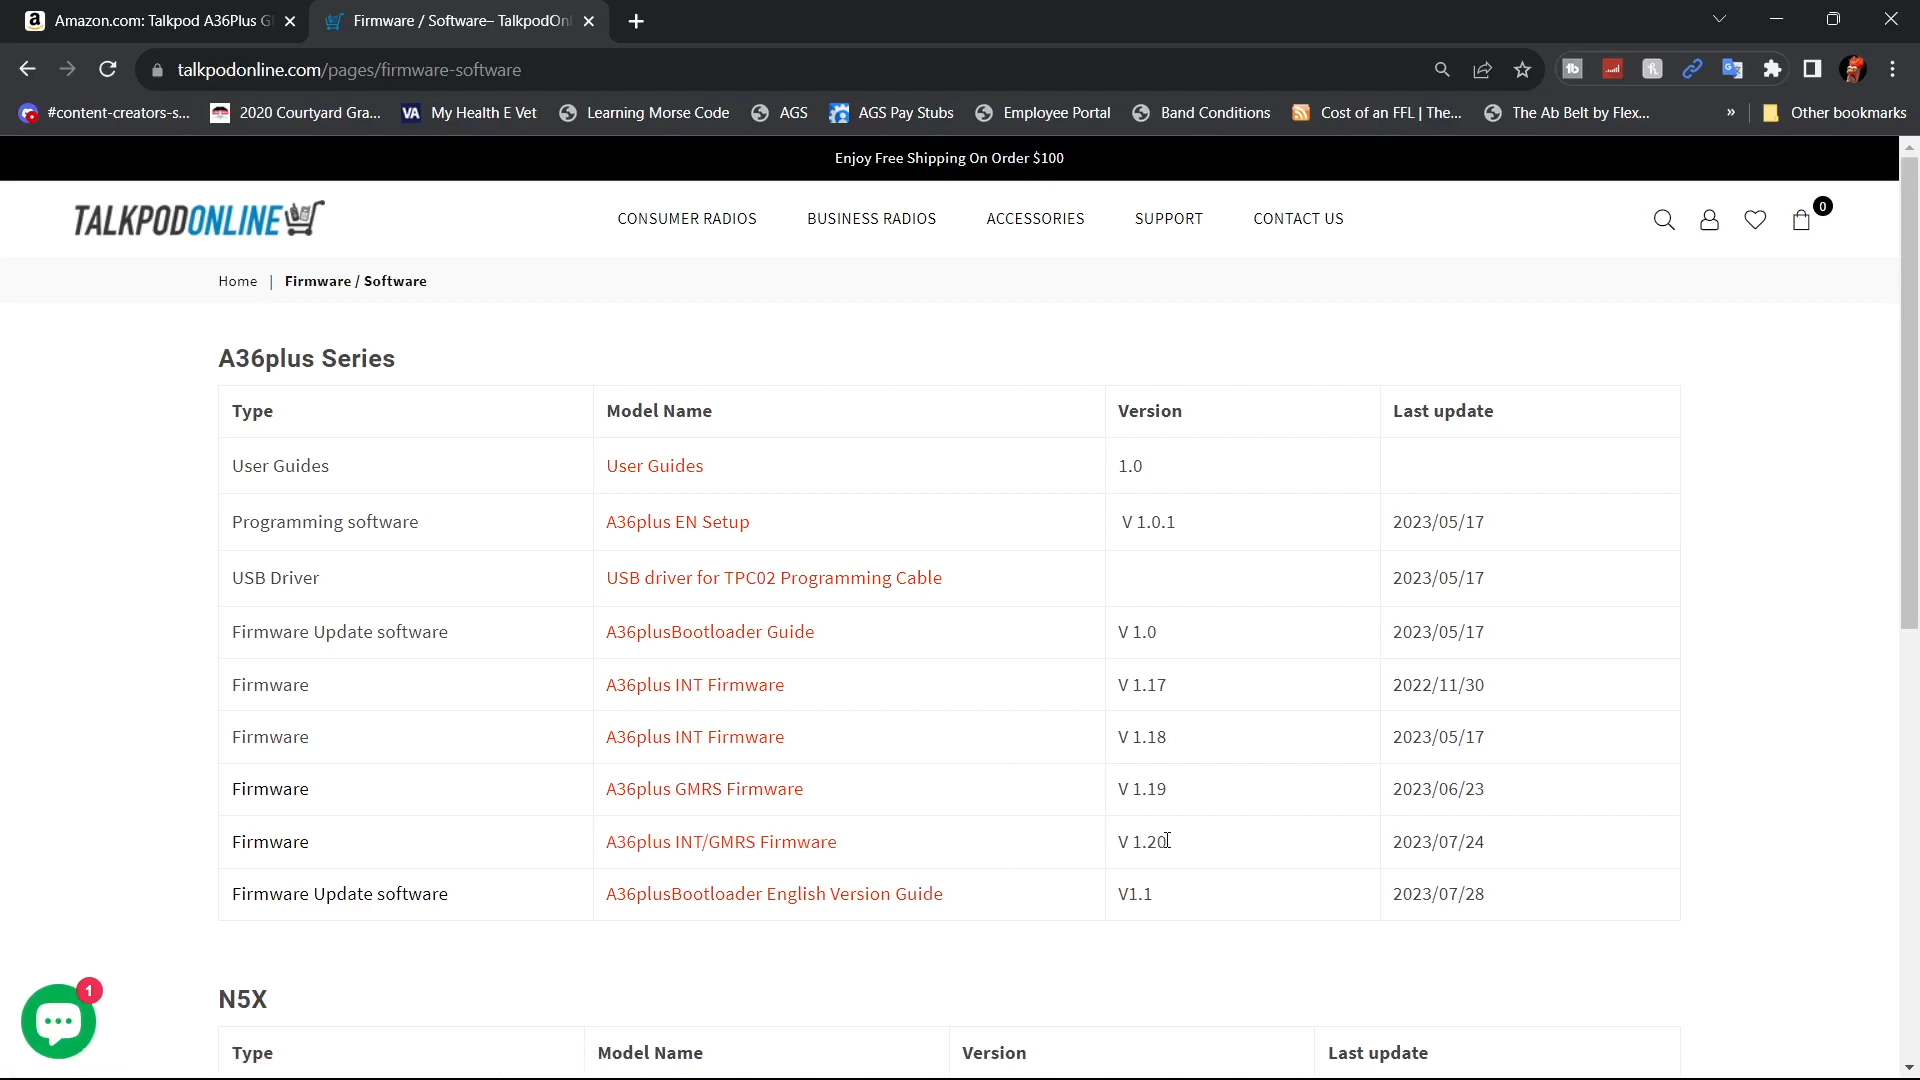 Amazon.com: Talkpod A36Plus G
Firmware / Software– TalkpodOnl
talkpodonline.com/pages/firmware-software
#content-creators-s...
2020 Courtyard Gra...
VA My Health E Vet
Learning Morse Code
AGS
AGS Pay Stubs
Employee Portal
Band Conditions
Cost of an FFL | The...
The Ab Belt by Flex...
»
Other bookmarks
Enjoy Free Shipping On Order $100
TALKPODONLINE
CONSUMER RADIOS
BUSINESS RADIOS
ACCESSORIES
SUPPORT
CONTACT US
0
Home | Firmware / Software
A36plus Series
Type Model Name Version Last update
User Guides User Guides 1.0
Programming software A36plus EN Setup V 1.0.1 2023/05/17
USB Driver USB driver for TPC02 Programming Cable 2023/05/17
Firmware Update software A36plusBootloader Guide V 1.0 2023/05/17
Firmware A36plus INT Firmware V 1.17 2022/11/30
Firmware A36plus INT Firmware V 1.18 2023/05/17
Firmware A36plus GMRS Firmware V 1.19 2023/06/23
Firmware A36plus INT/GMRS Firmware V 1.20 2023/07/24
Firmware Update software A36plusBootloader English Version Guide V1.1 2023/07/28
1
N5X
Type Model Name Version Last update